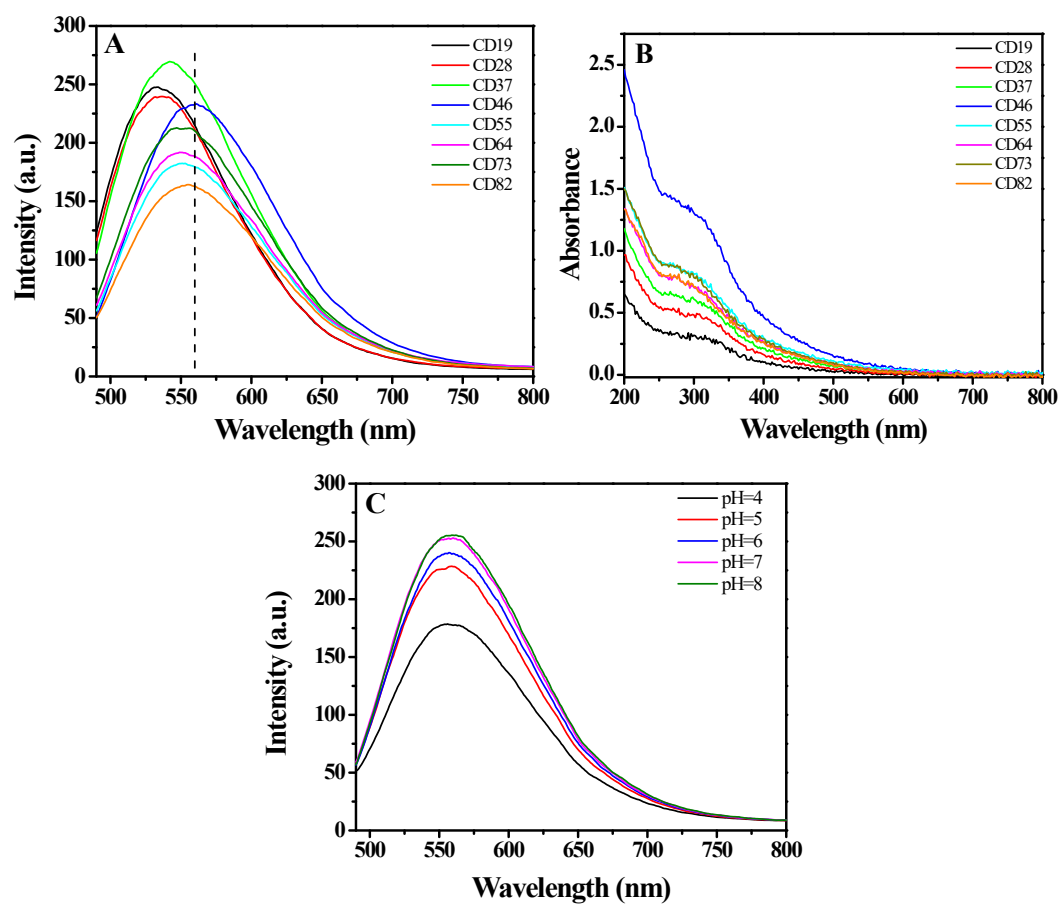 A
300
250
200
150
100
50
0
Intensity (a.u.)
500 550 600 650 700 750 800
Wavelength (nm)
CD19
CD28
CD37
CD46
CD55
CD64
CD73
CD82
B
2.5
2.0
1.5
1.0
0.5
0.0
Absorbance
200 300 400 500 600 700 800
Wavelength (nm)
CD19
CD28
CD37
CD46
CD55
CD64
CD73
CD82
C
300
250
200
150
100
50
0
Intensity (a.u.)
500 550 600 650 700 750 800
Wavelength (nm)
pH=4
pH=5
pH=6
pH=7
pH=8